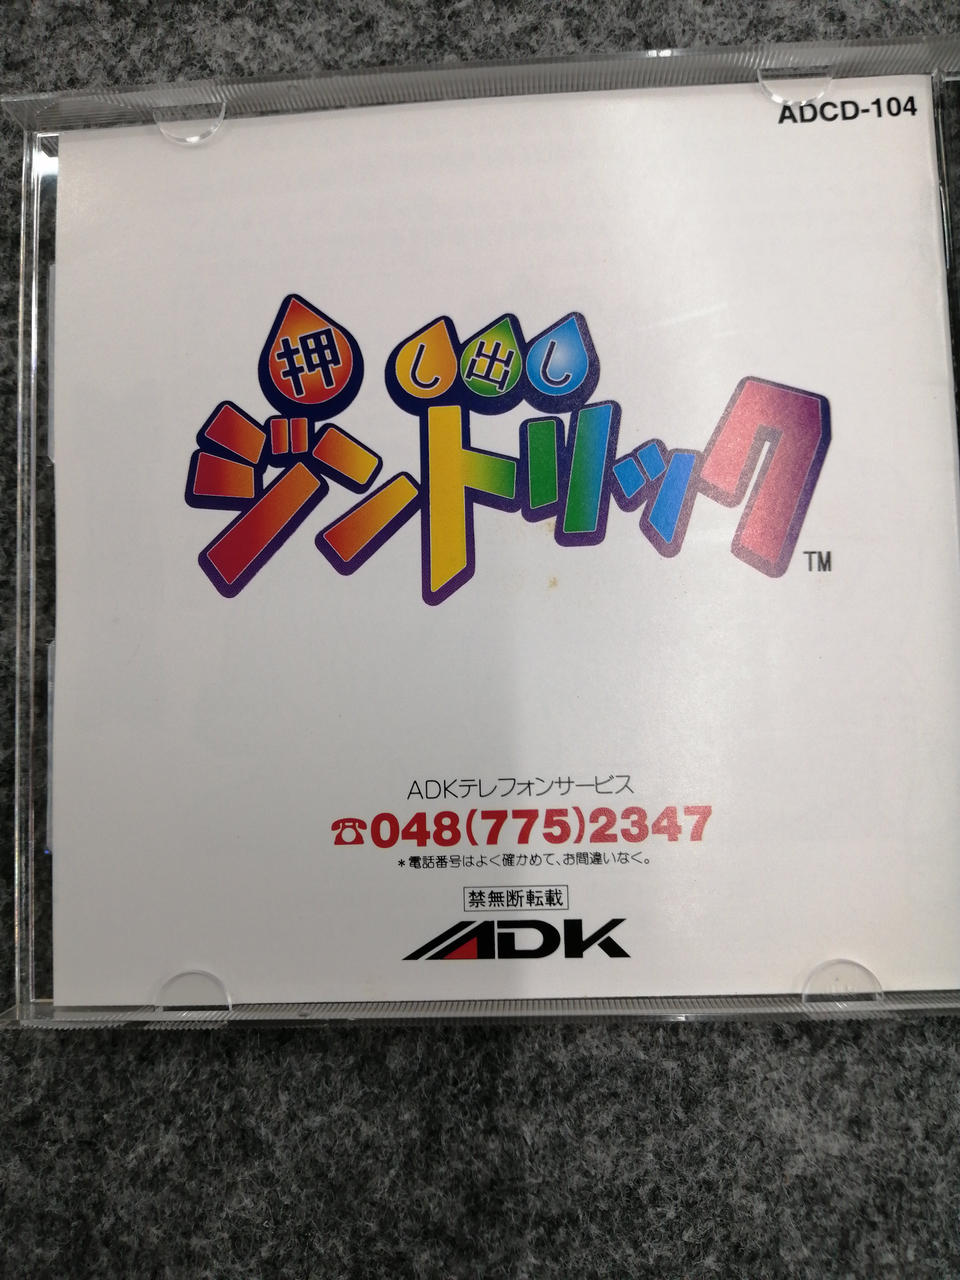 ADCD-104
押し出し
ジントリック
TM
ADKテレフォンサービス
☎048(775)2347
*電話番号はよく確かめて、お間違いなく。
禁無断転載
ADK